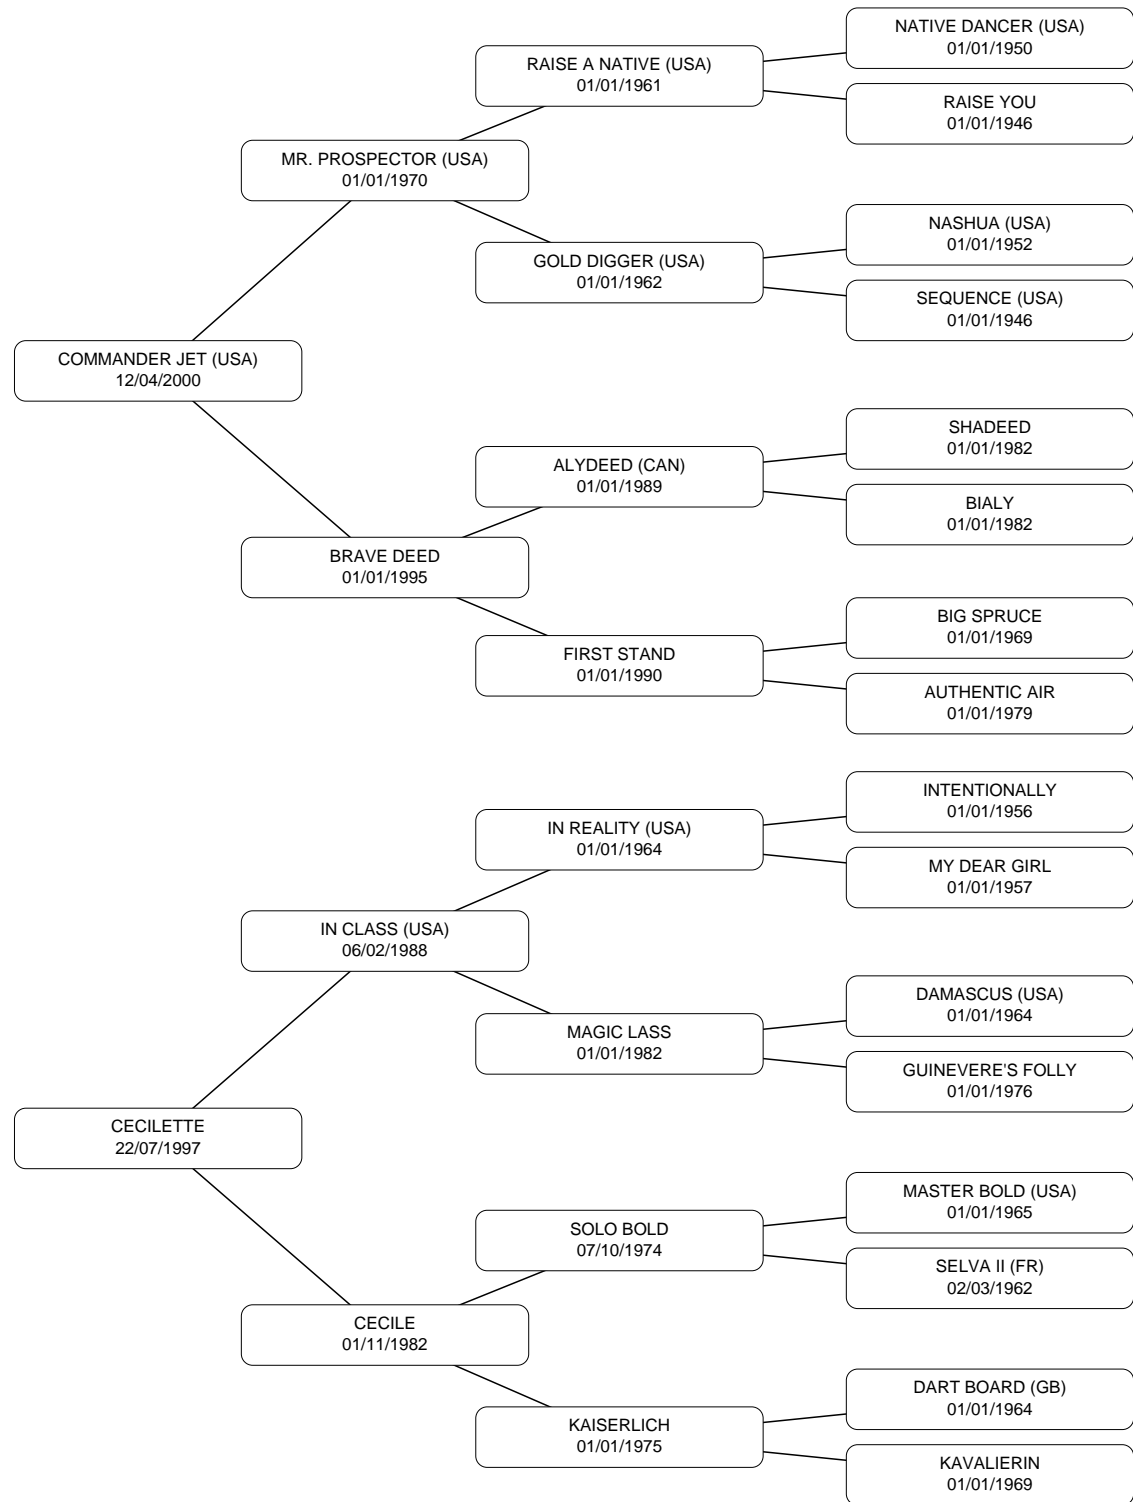 NATIVE DANCER (USA)
01/01/1950
RAISE A NATIVE (USA)
01/01/1961
RAISE YOU
01/01/1946
MR. PROSPECTOR (USA)
01/01/1970
NASHUA (USA)
01/01/1952
GOLD DIGGER (USA)
01/01/1962
SEQUENCE (USA)
01/01/1946
COMMANDER JET (USA)
12/04/2000
SHADEED
01/01/1982
ALYDEED (CAN)
01/01/1989
BIALY
01/01/1982
BRAVE DEED
01/01/1995
BIG SPRUCE
01/01/1969
FIRST STAND
01/01/1990
AUTHENTIC AIR
01/01/1979
INTENTIONALLY
01/01/1956
IN REALITY (USA)
01/01/1964
MY DEAR GIRL
01/01/1957
IN CLASS (USA)
06/02/1988
DAMASCUS (USA)
01/01/1964
MAGIC LASS
01/01/1982
GUINEVERE'S FOLLY
01/01/1976
CECILETTE
22/07/1997
MASTER BOLD (USA)
01/01/1965
SOLO BOLD
07/10/1974
SELVA II (FR)
02/03/1962
CECILE
01/11/1982
DART BOARD (GB)
01/01/1964
KAISERLICH
01/01/1975
KAVALIERIN
01/01/1969